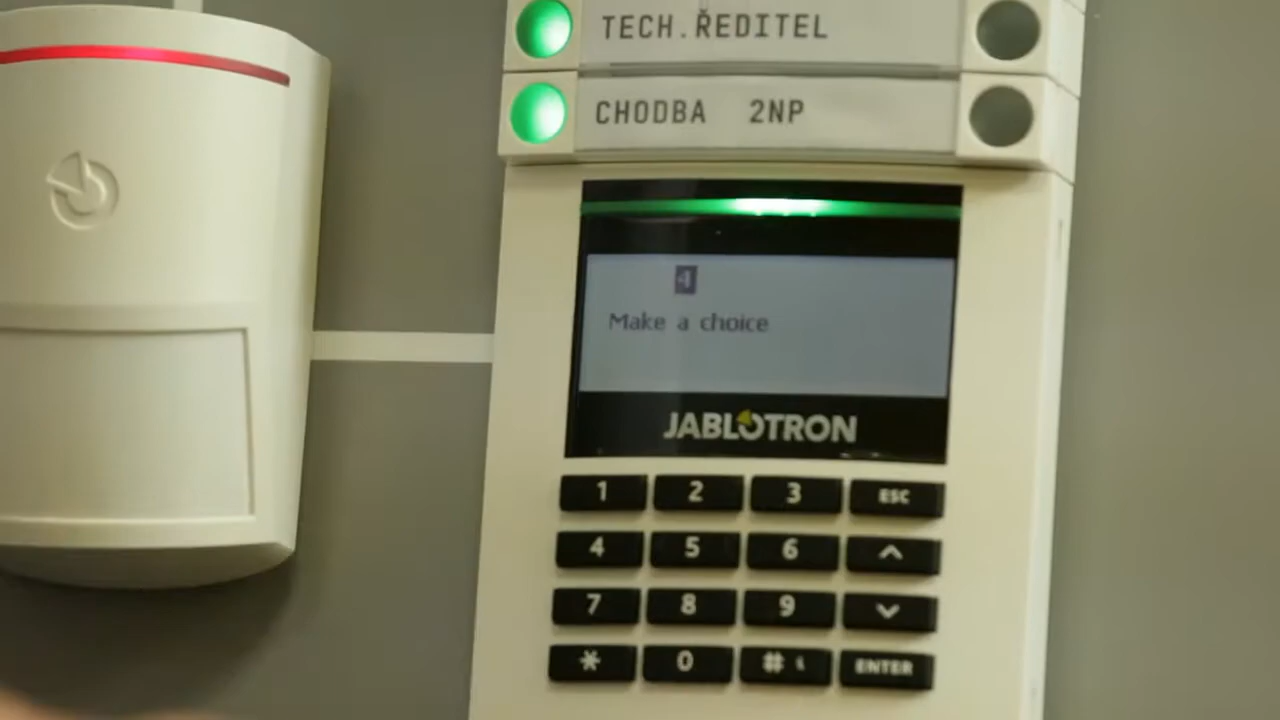 TECH.ŘEDITEL
CHODBA 2NP
4
Make a choice
JABLOTRON
1 2 3 ESC
4 5 6
7 8 9
* 0 # ENTER